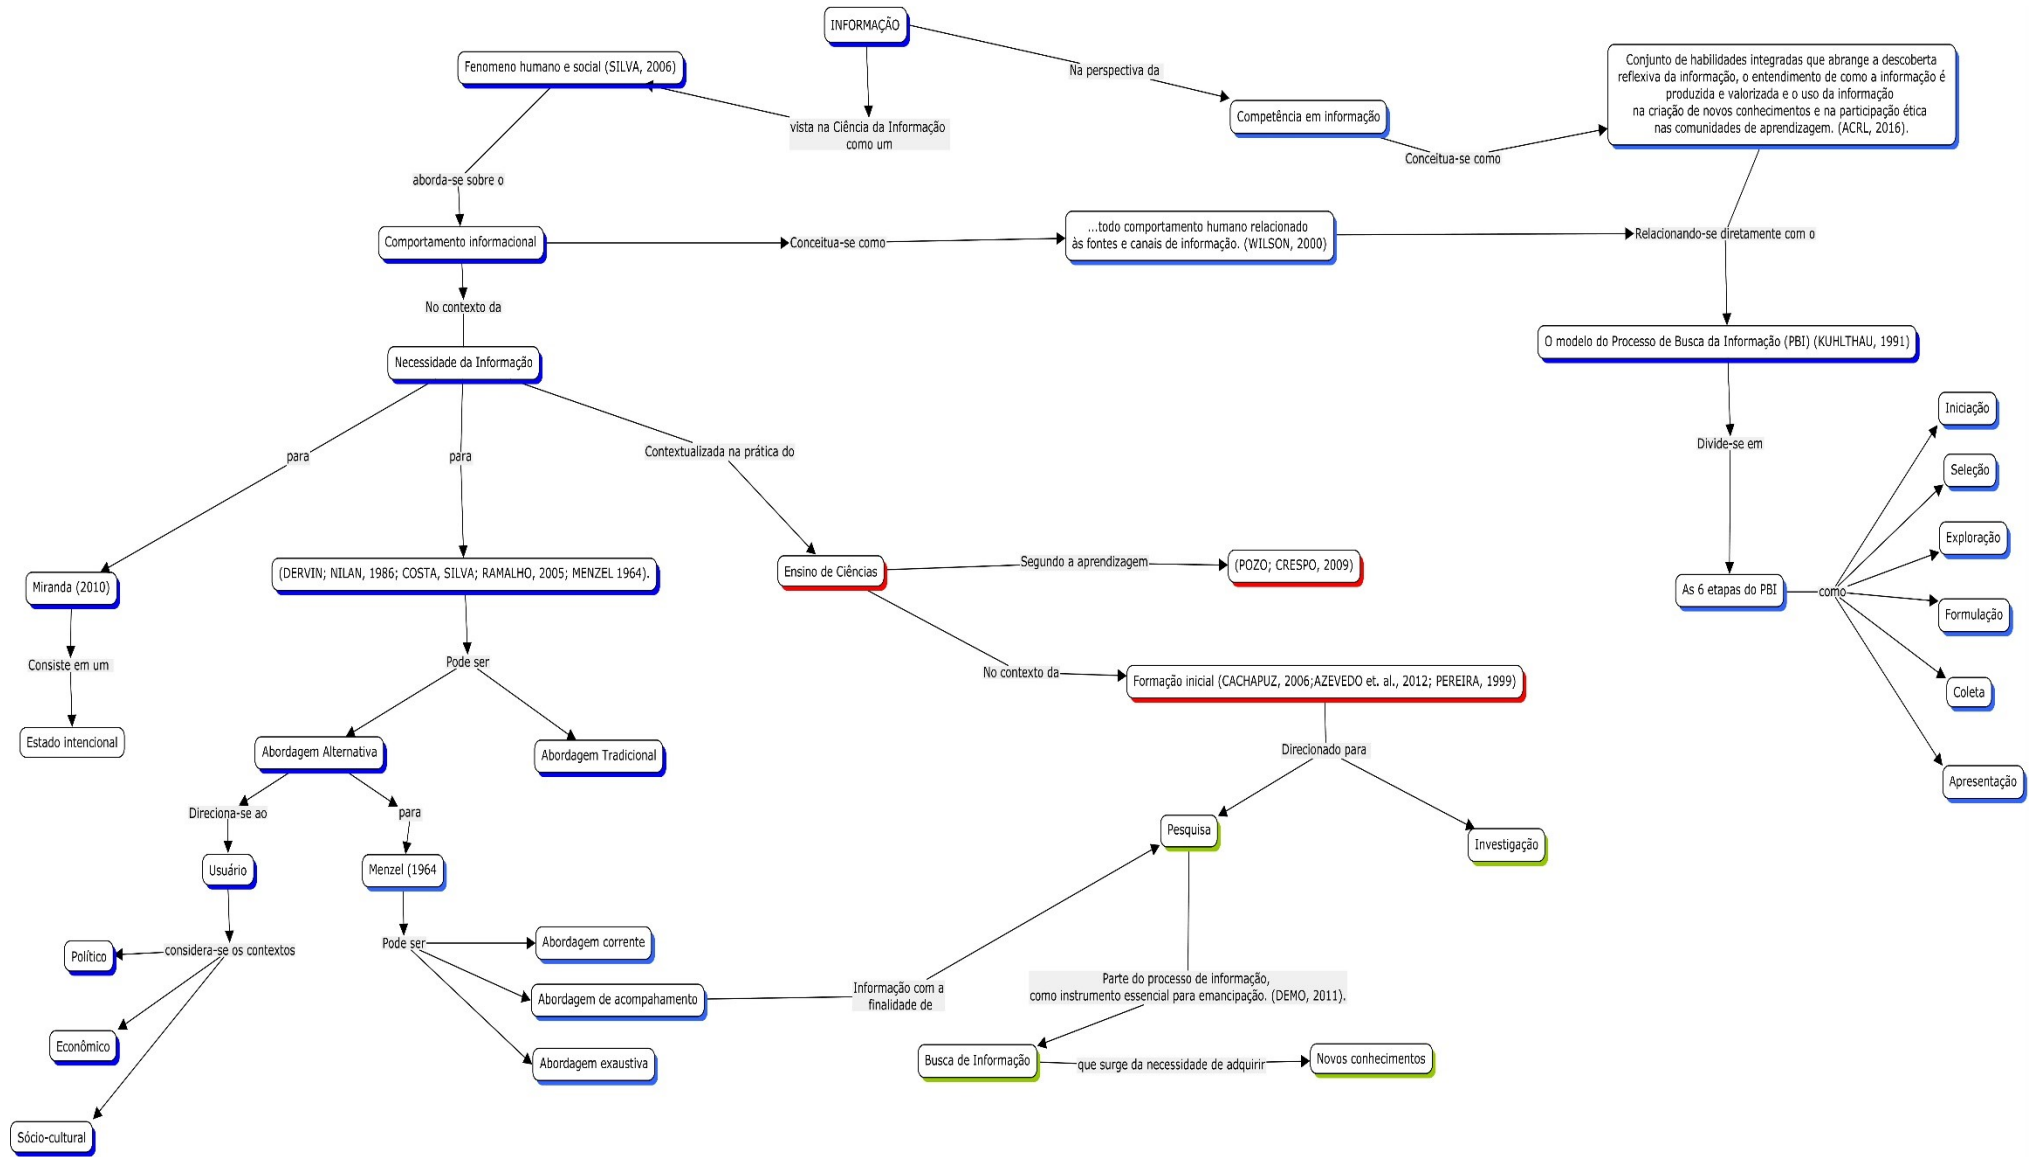 INFORMAÇÃO
Fenomeno humano e social (SILVA, 2006)
Na perspectiva da
Conjunto de habilidades integradas que abrange a descoberta
reflexiva da informação, o entendimento de como a informação é
produzida e valorizada e o uso da informação
na criação de novos conhecimentos e na participação ética
nas comunidades de aprendizagem. (ACRL, 2016).
Competência em informação
vista na Ciência da Informação
como um
Conceitua-se como
aborda-se sobre o
Comportamento informacional
Conceitua-se como
...todo comportamento humano relacionado
às fontes e canais de informação. (WILSON, 2000)
Relacionando-se diretamente com o
No contexto da
Necessidade da Informação
O modelo do Processo de Busca da Informação (PBI) (KUHLTHAU, 1991)
para
para
Contextualizada na prática do
Divide-se em
Iniciação
Seleção
Exploração
Formulação
Coleta
Apresentação
As 6 etapas do PBI
como
Miranda (2010)
(DERVIN; NILAN, 1986; COSTA, SILVA; RAMALHO, 2005; MENZEL 1964).
Ensino de Ciências
Segundo a aprendizagem
(POZO; CRESPO, 2009)
Consiste em um
Pode ser
No contexto da
Formação inicial (CACHAPUZ, 2006;AZEVEDO et. al., 2012; PEREIRA, 1999)
Estado intencional
Abordagem Alternativa
Abordagem Tradicional
Direcionado para
Direciona-se ao
para
Pesquisa
Investigação
Usuário
Menzel (1964
considera-se os contextos
Político
Econômico
Sócio-cultural
Pode ser
Abordagem corrente
Abordagem de acompahamento
Abordagem exaustiva
Informação com a
finalidade de
Parte do processo de informação,
como instrumento essencial para emancipação. (DEMO, 2011).
Busca de Informação
que surge da necessidade de adquirir
Novos conhecimentos